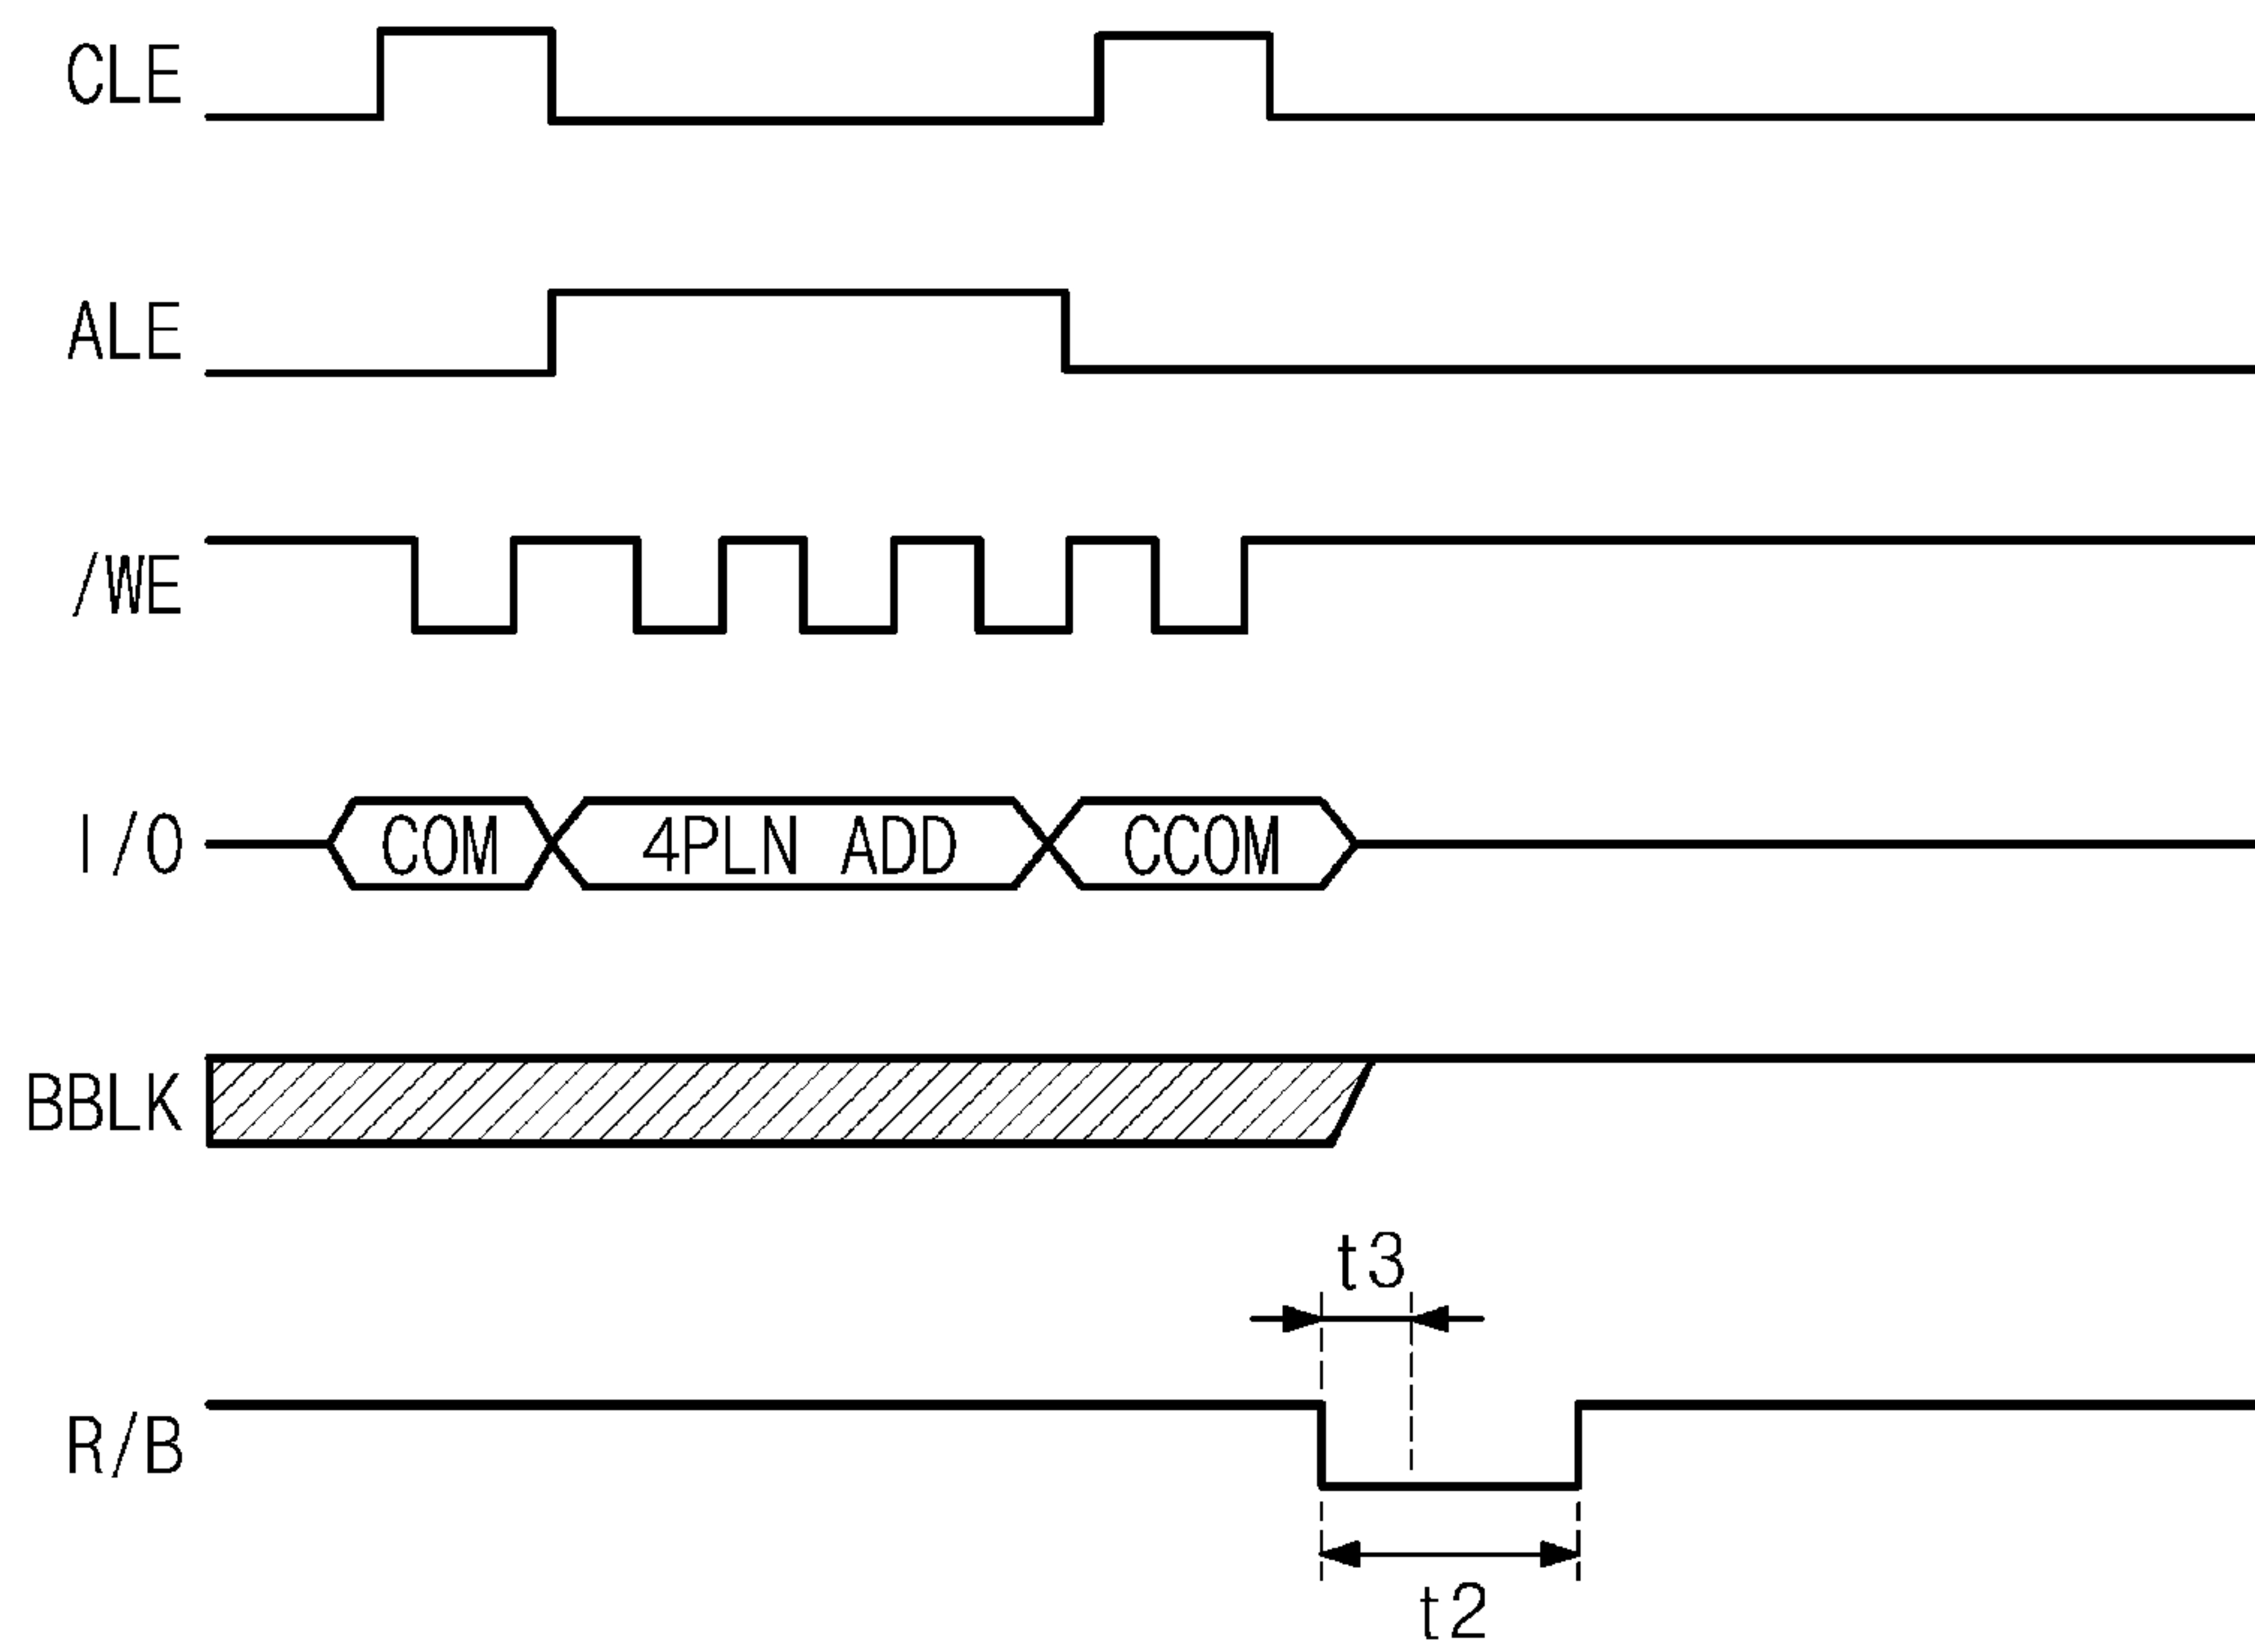 CLE
ALE
/WE
I/O
COM 4PLN ADD CCOM
BBLK
t3
R/B
t2